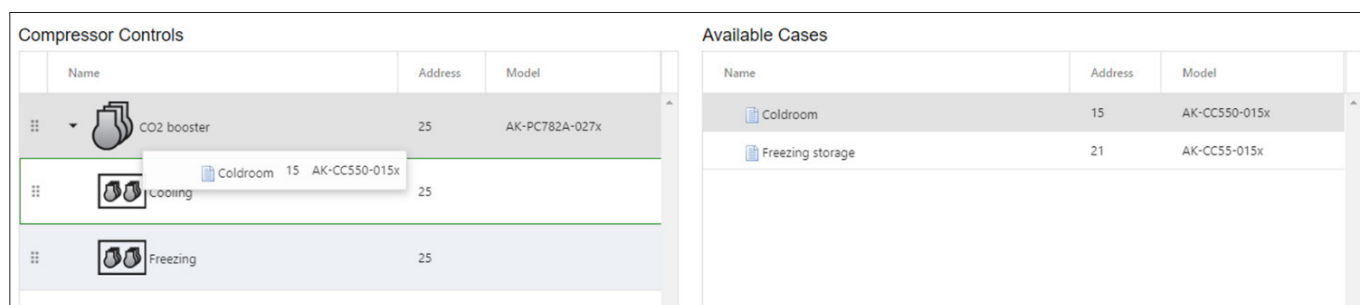 Compressor Controls
Name Address Model
CO2 booster 25 AK-PC782A-027x
Coldroom 15 AK-CC550-015x
Cooling 25
Freezing 25
Available Cases
Name Address Model
Coldroom 15 AK-CC550-015x
Freezing storage 21 AK-CC55-015x